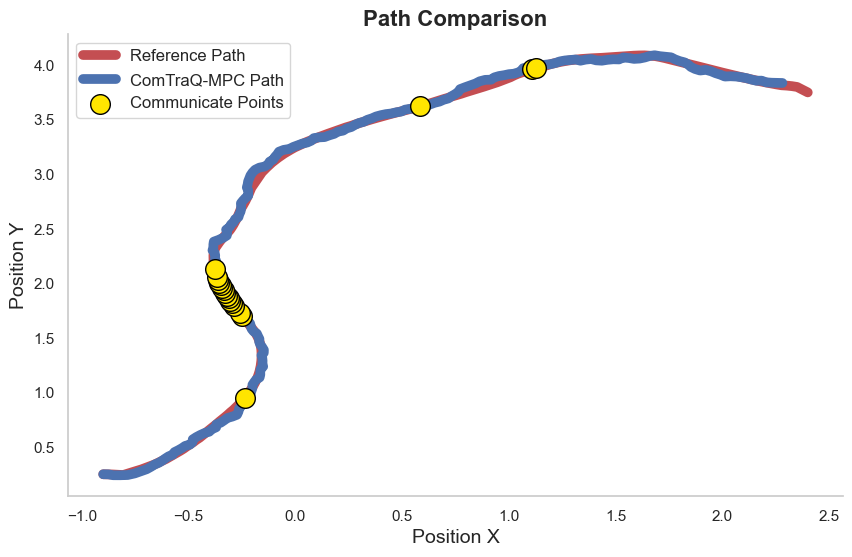 Path Comparison
Reference Path
ComTraQ-MPC Path
Communicate Points
Position Y
4.0
3.5
3.0
2.5
2.0
1.5
1.0
0.5
-1.0 -0.5 0.0 0.5 1.0 1.5 2.0 2.5
Position X